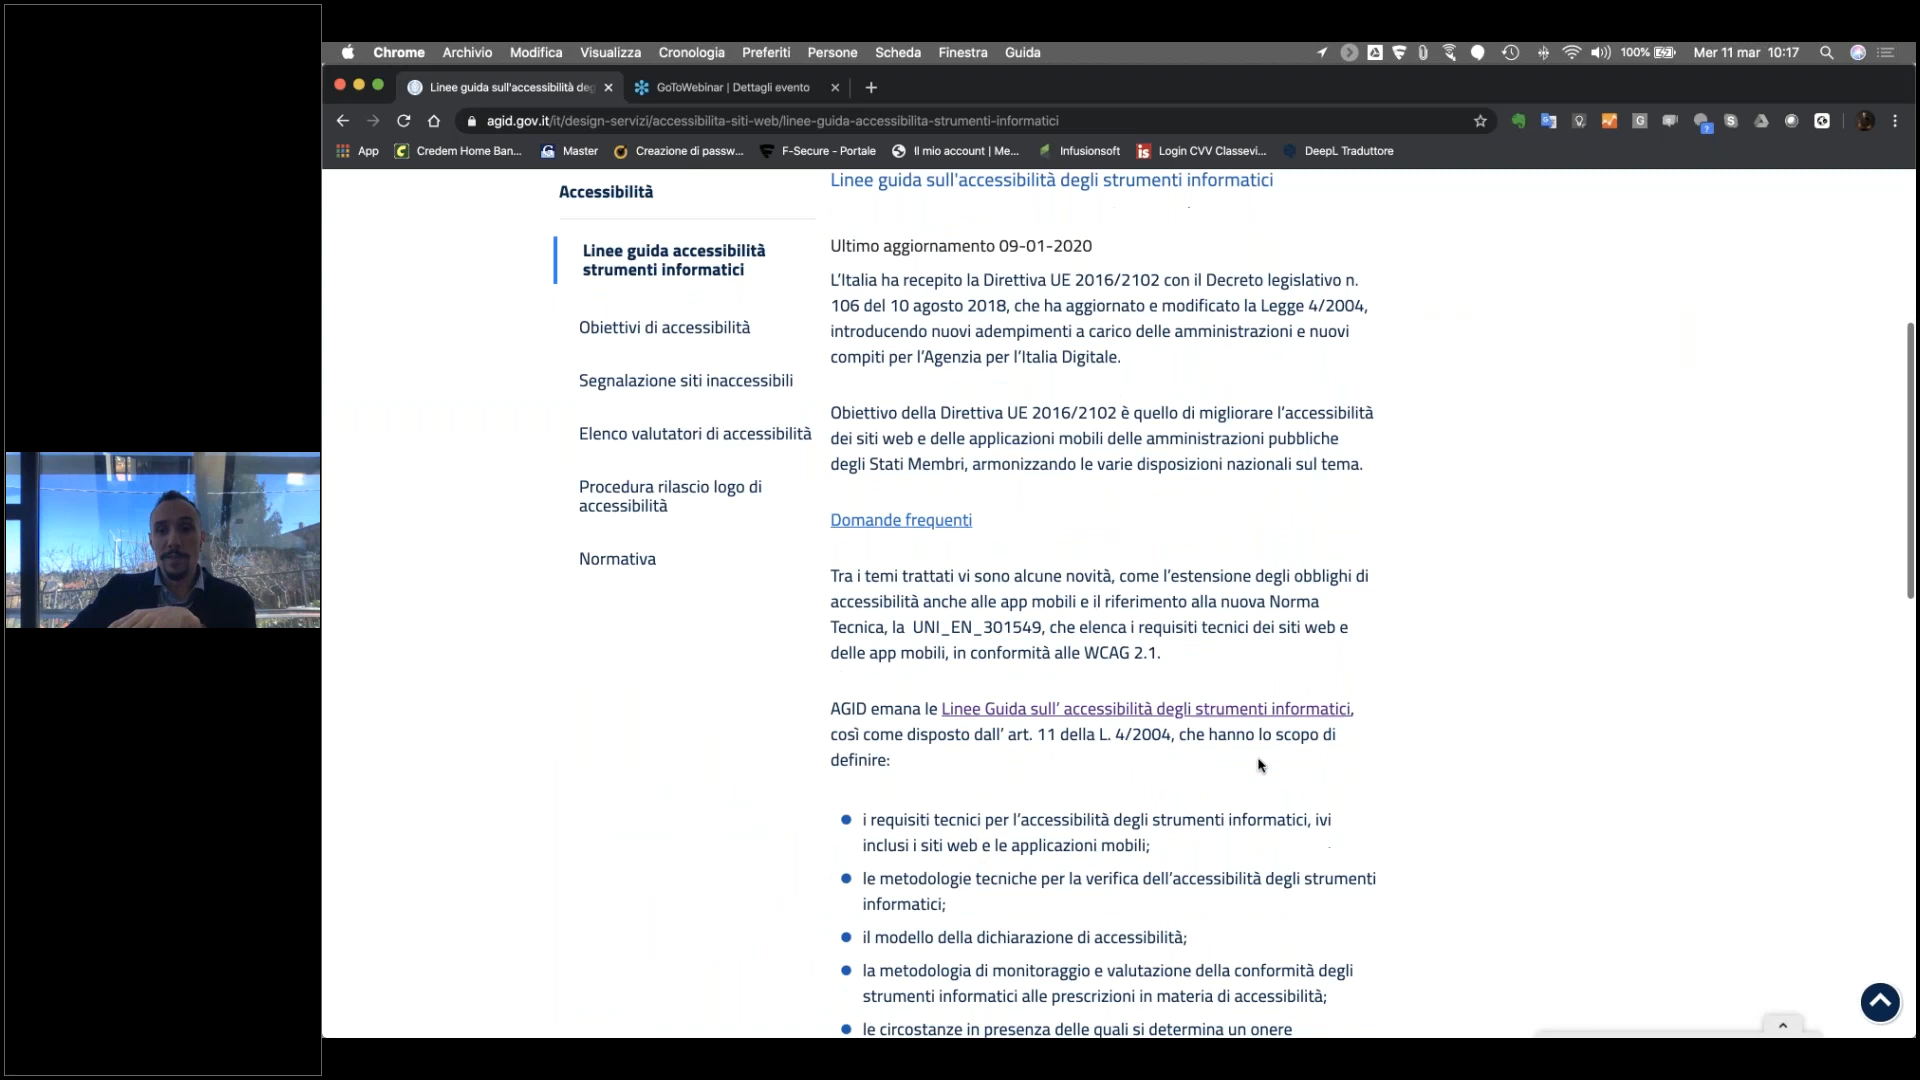 Chrome Archivio Modifica Visualizza Cronologia Preferiti Persone Scheda Finestra Guida 100% Mer 11 mar 10:17
Linee guida sull'accessibilità deg GoToWebinar | Dettagli evento
agid.gov.it/it/design-servizi/accessibilita-siti-web/linee-guida-accessibilita-strumenti-informatici
App Credem Home Ban... Master Creazione di passw... F-Secure - Portale Il mio account | Me... Infusionsoft Login CVV Classevi... DeepL Traduttore
Accessibilità
Linee guida accessibilità
strumenti informatici
Obiettivi di accessibilità
Segnalazione siti inaccessibili
Elenco valutatori di accessibilità
Procedura rilascio logo di
accessibilità
Normativa
Linee guida sull'accessibilità degli strumenti informatici
Ultimo aggiornamento 09-01-2020
L’Italia ha recepito la Direttiva UE 2016/2102 con il Decreto legislativo n.
106 del 10 agosto 2018, che ha aggiornato e modificato la Legge 4/2004,
introducendo nuovi adempimenti a carico delle amministrazioni e nuovi
compiti per l’Agenzia per l’Italia Digitale.
Obiettivo della Direttiva UE 2016/2102 è quello di migliorare l’accessibilità
dei siti web e delle applicazioni mobili delle amministrazioni pubbliche
degli Stati Membri, armonizzando le varie disposizioni nazionali sul tema.
Domande frequenti
Tra i temi trattati vi sono alcune novità, come l’estensione degli obblighi di
accessibilità anche alle app mobili e il riferimento alla nuova Norma
Tecnica, la UNI_EN_301549, che elenca i requisiti tecnici dei siti web e
delle app mobili, in conformità alle WCAG 2.1.
AGID emana le Linee Guida sull’ accessibilità degli strumenti informatici,
così come disposto dall’ art. 11 della L. 4/2004, che hanno lo scopo di
definire:
i requisiti tecnici per l’accessibilità degli strumenti informatici, ivi
inclusi i siti web e le applicazioni mobili;
le metodologie tecniche per la verifica dell’accessibilità degli strumenti
informatici;
il modello della dichiarazione di accessibilità;
la metodologia di monitoraggio e valutazione della conformità degli
strumenti informatici alle prescrizioni in materia di accessibilità;
le circostanze in presenza delle quali si determina un onere